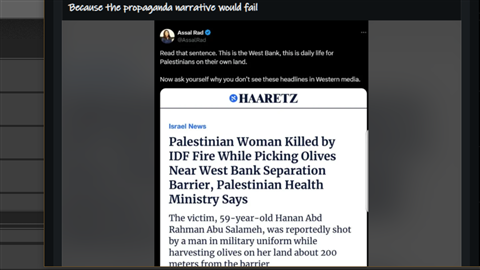 Because the propaganda narrative would fail
Assal Rad
@AssalRad
Read that sentence. This is the West Bank, this is daily life for
Palestinians on their own land.
Now ask yourself why you don't see these headlines in Western media.
HAARETZ
Israel News
Palestinian Woman Killed by
IDF Fire While Picking Olives
Near West Bank Separation
Barrier, Palestinian Health
Ministry Says
The victim, 59-year-old Hanan Abd
Rahman Abu Salameh, was reportedly shot
by a man in military uniform while
harvesting olives on her land about 200
meters from the barrier